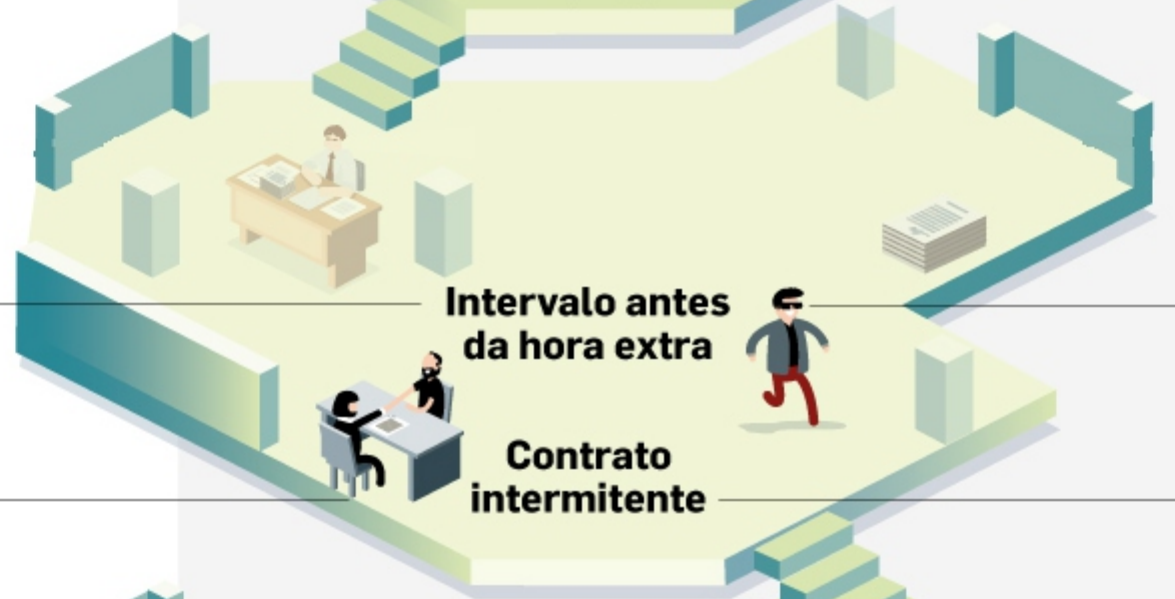 Intervalo antes
da hora extra
Contrato
intermitente